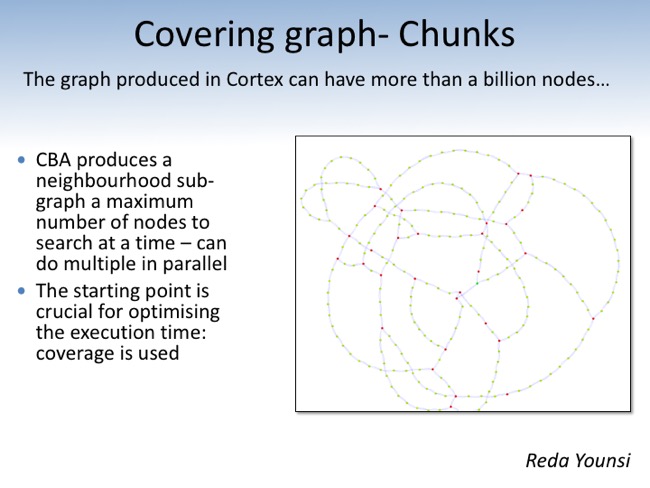 Covering graph- Chunks
The graph produced in Cortex can have more than a billion nodes…
• CBA produces a
neighbourhood sub-
graph a maximum
number of nodes to
search at a time – can
do multiple in parallel
• The starting point is
crucial for optimising
the execution time:
coverage is used
Reda Younsi